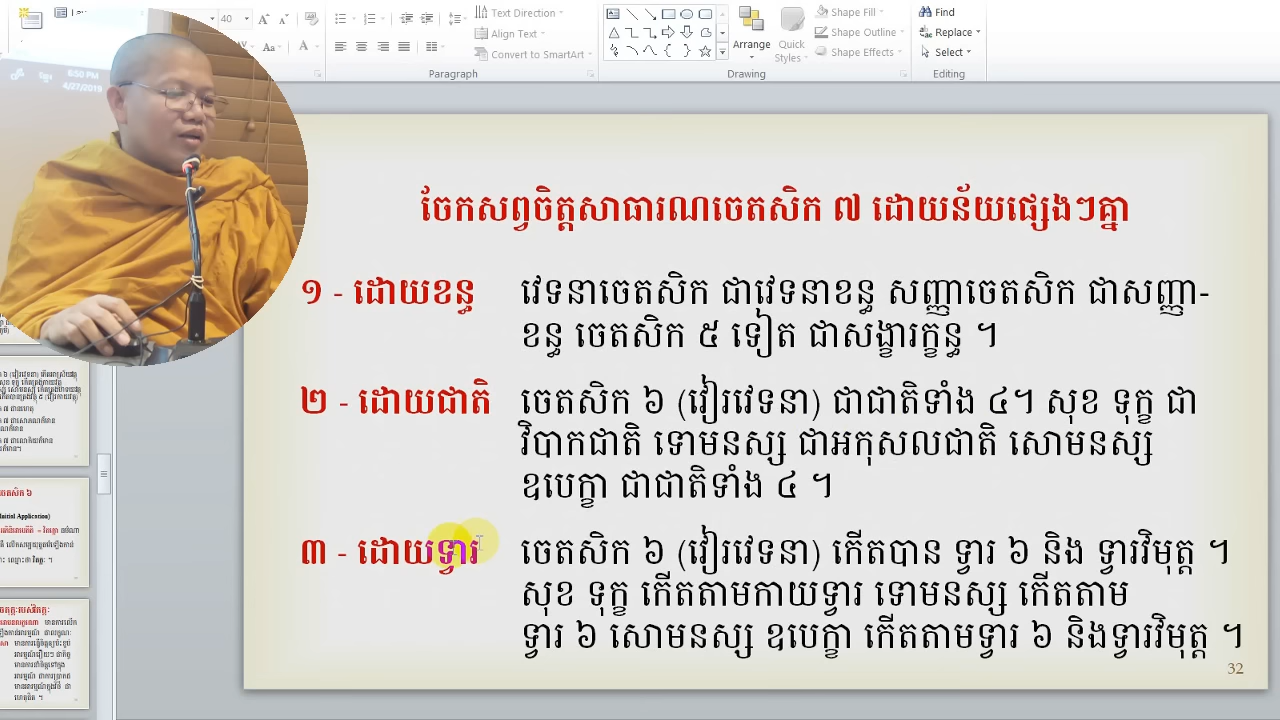 40
Text Direction
Align Text
Convert to SmartArt
Paragraph
Arrange
Quick
Styles
Shape Fill
Shape Outline
Shape Effects
Drawing
Find
Replace
Select
Editing
6:50 PM
4/27/2019
ចែកសព្វចិត្តសាធារណចេតសិក ៧ ដោយន័យផ្សេងៗគ្នា
១ - ដោយខន្ធ វេទនាចេតសិក ជាវេទនាខន្ធ សញ្ញាចេតសិក ជាសញ្ញា-
ខន្ធ ចេតសិក ៥ ទៀត ជាសង្ខារក្ខន្ធ ។
២ - ដោយជាតិ ចេតសិក ៦ (វៀរវេទនា) ជាជាតិទាំង ៤។ សុខ ទុក្ខ ជា
វិបាកជាតិ ទោមនស្ស ជាអកុសលជាតិ សោមនស្ស
ឧបេក្ខា ជាជាតិទាំង ៤ ។
៣ - ដោយទ្វារ ចេតសិក ៦ (វៀរវេទនា) កើតបាន ទ្វារ ៦ និង ទ្វារវិមុត្ត ។
សុខ ទុក្ខ កើតតាមកាយទ្វារ ទោមនស្ស កើតតាម
ទ្វារ ៦ សោមនស្ស ឧបេក្ខា កើតតាមទ្វារ ៦ និងទ្វារវិមុត្ត ។
32